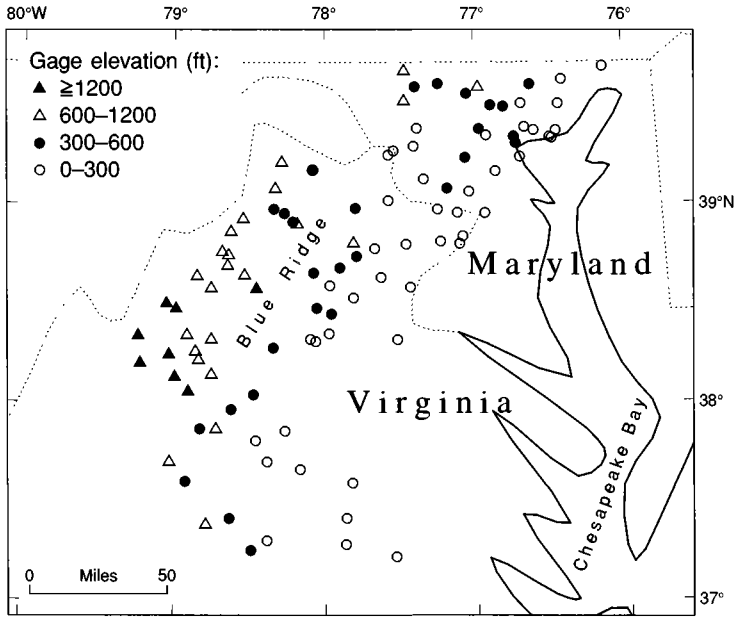 80°W 79° 78° 77° 76°
Gage elevation (ft):
≧1200
600–1200
300–600
0–300
39°N
Blue Ridge
Maryland
38°
Virginia
Chesapeake Bay
0 Miles 50
37°